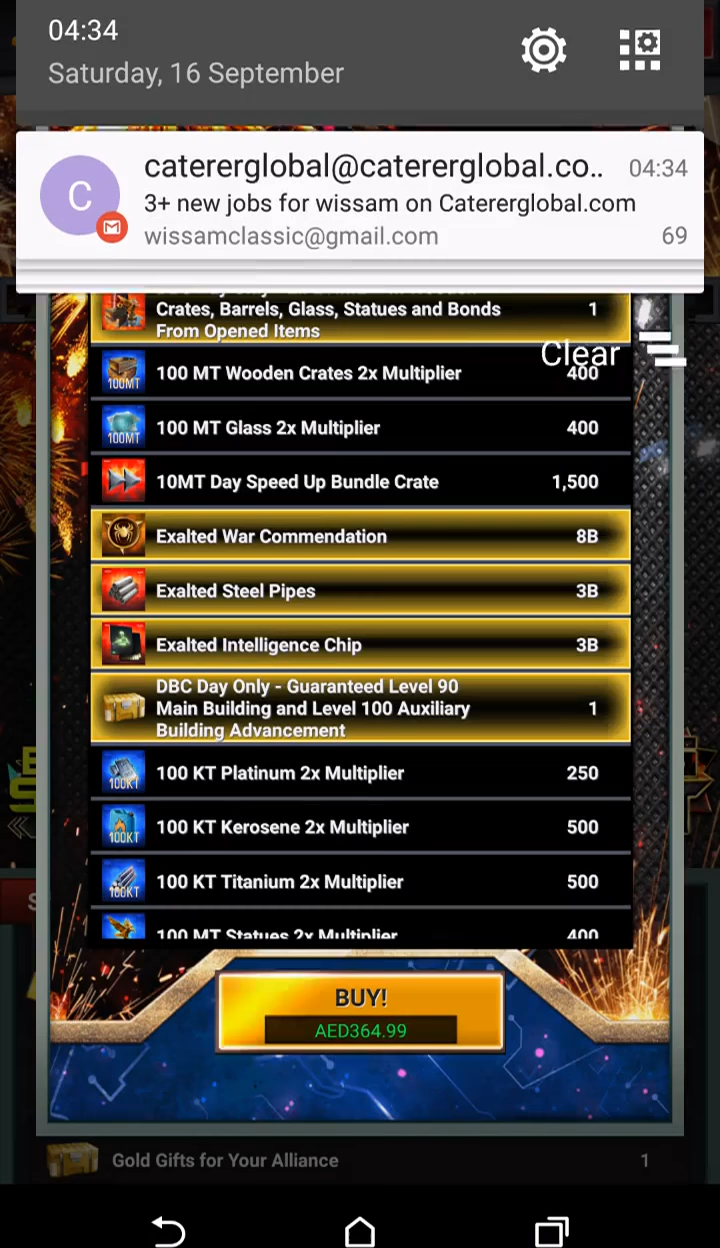 04:34
Saturday, 16 September
C
catererglobal@catererglobal.co..
04:34
3+ new jobs for wissam on Catererglobal.com
wissamclassic@gmail.com
69
Crates, Barrels, Glass, Statues and Bonds
From Opened Items
1
Clear
100MT
100 MT Wooden Crates 2x Multiplier
400
100MT
100 MT Glass 2x Multiplier
400
10MT Day Speed Up Bundle Crate
1,500
Exalted War Commendation
8B
Exalted Steel Pipes
3B
Exalted Intelligence Chip
3B
DBC Day Only - Guaranteed Level 90
Main Building and Level 100 Auxiliary
Building Advancement
1
100KT
100 KT Platinum 2x Multiplier
250
100KT
100 KT Kerosene 2x Multiplier
500
100KT
100 KT Titanium 2x Multiplier
500
100 MT Statues 2x Multiplier
400
BUY!
AED364.99
Gold Gifts for Your Alliance
1